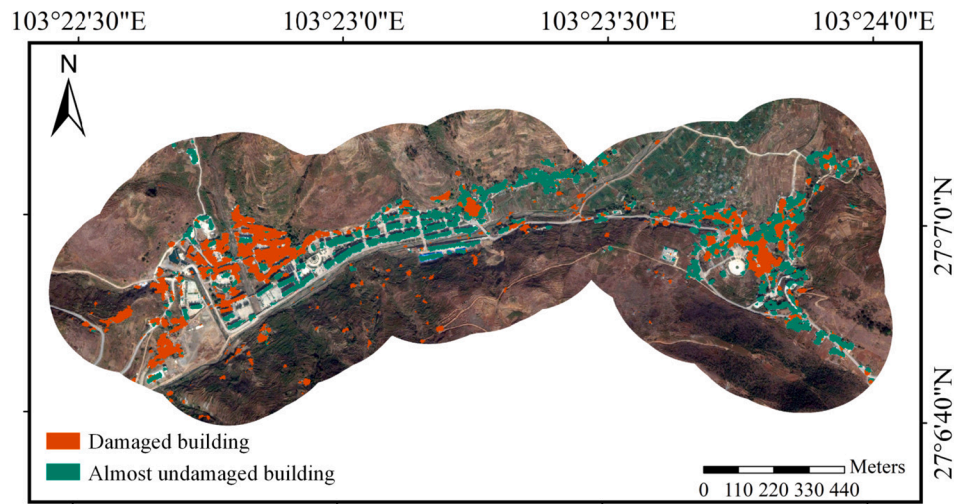 103°22'30"E 103°23'0"E 103°23'30"E 103°24'0"E
N
27°7'0"N
27°6'40"N
Damaged building
Almost undamaged building
Meters
0 110 220 330 440